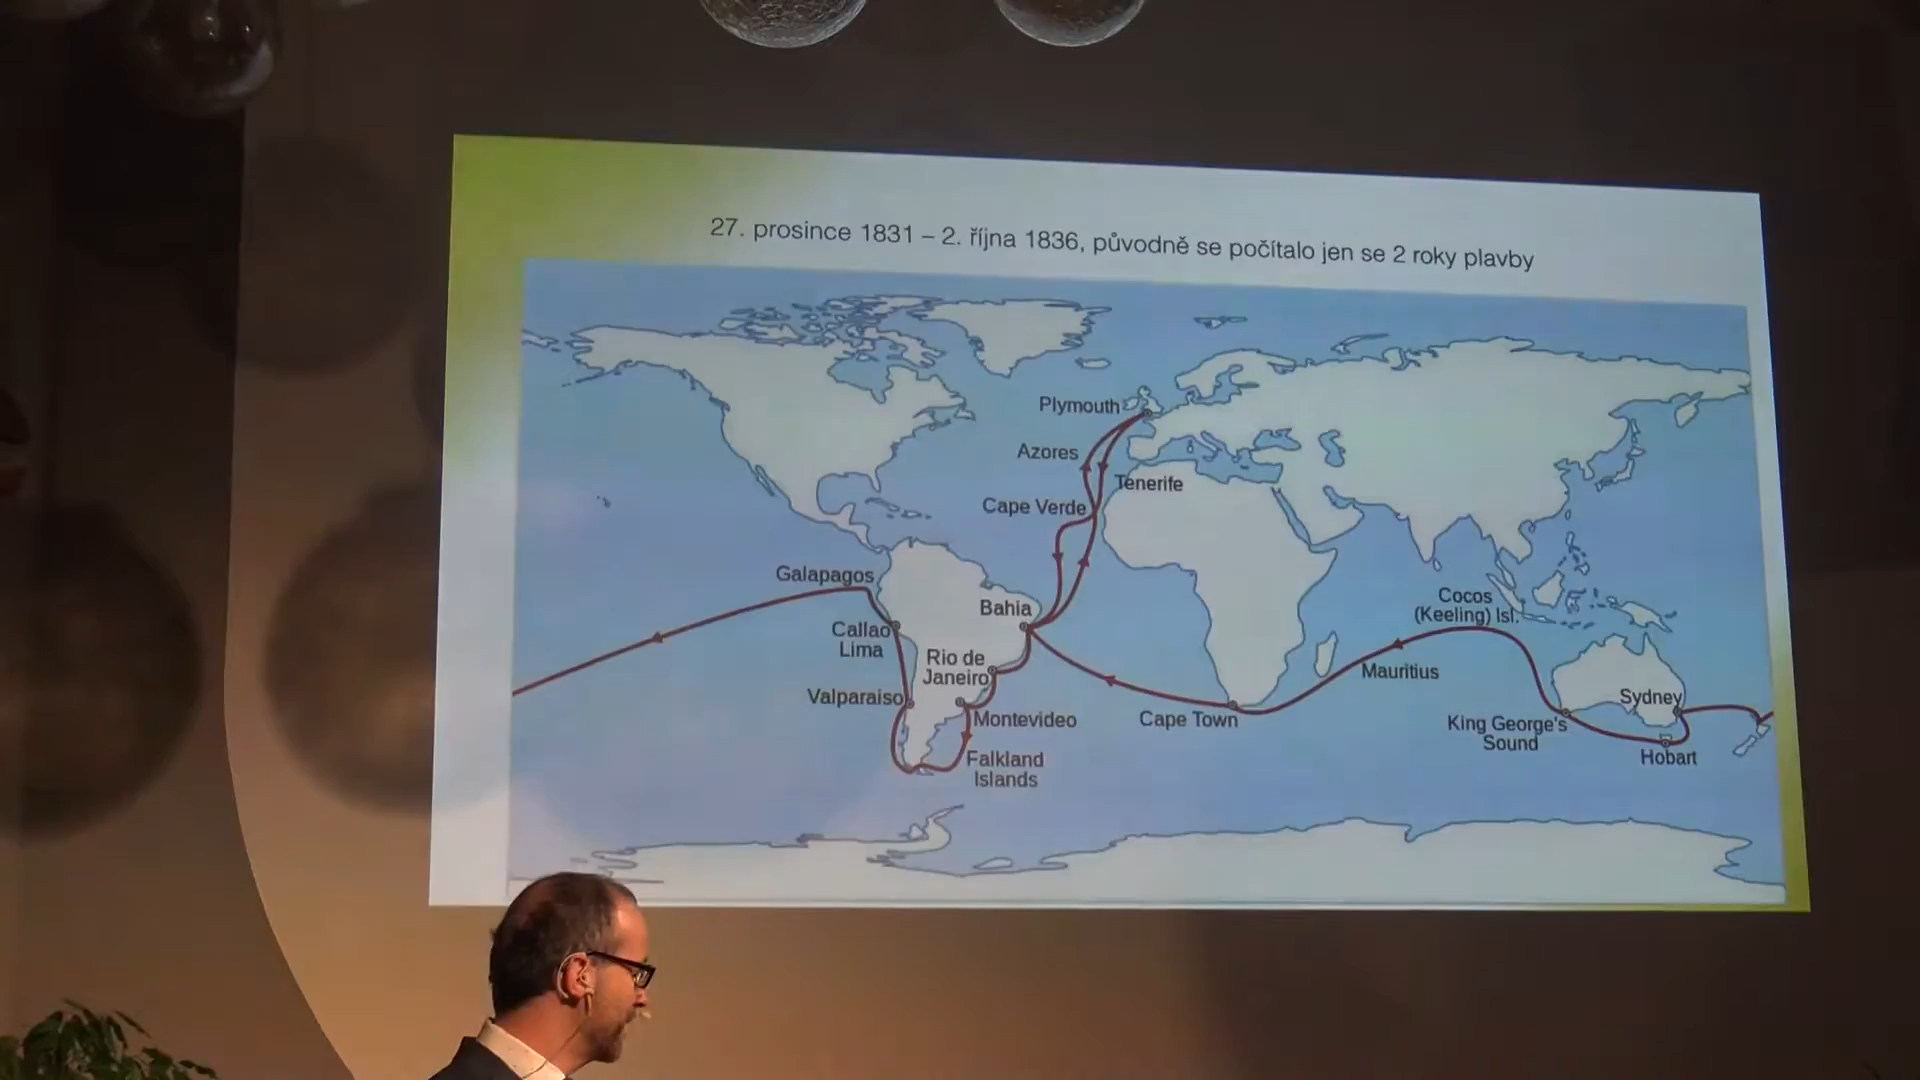 27. prosince 1831 – 2. října 1836, původně se počítalo jen se 2 roky plavby
Plymouth
Azores
Tenerife
Cape Verde
Galapagos
Bahia
Cocos
(Keeling) Isl.
Callao
Lima
Rio de
Janeiro
Mauritius
Valparaiso
Sydney
Montevideo
Cape Town
King George's
Sound
Hobart
Falkland
Islands